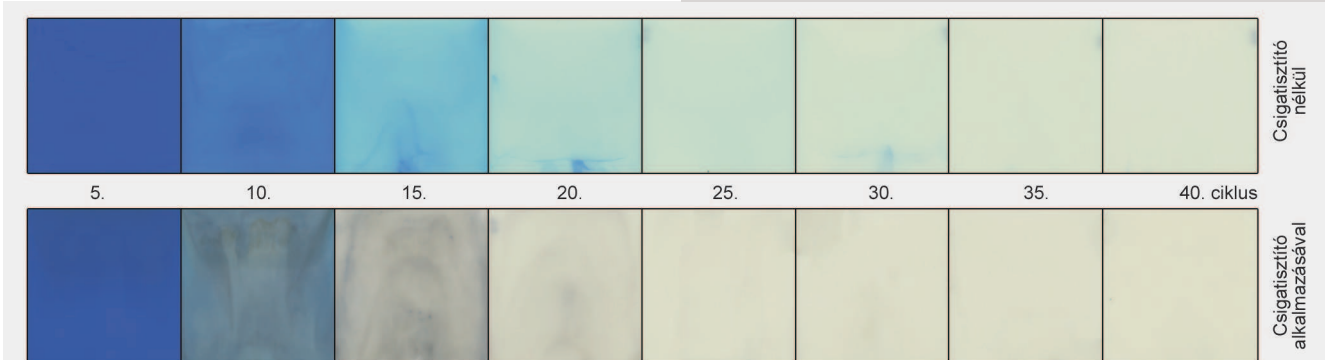 Csigatisztító
nélkül
5. 10. 15. 20. 25. 30. 35. 40. ciklus
Csigatisztító
alkalmazásával